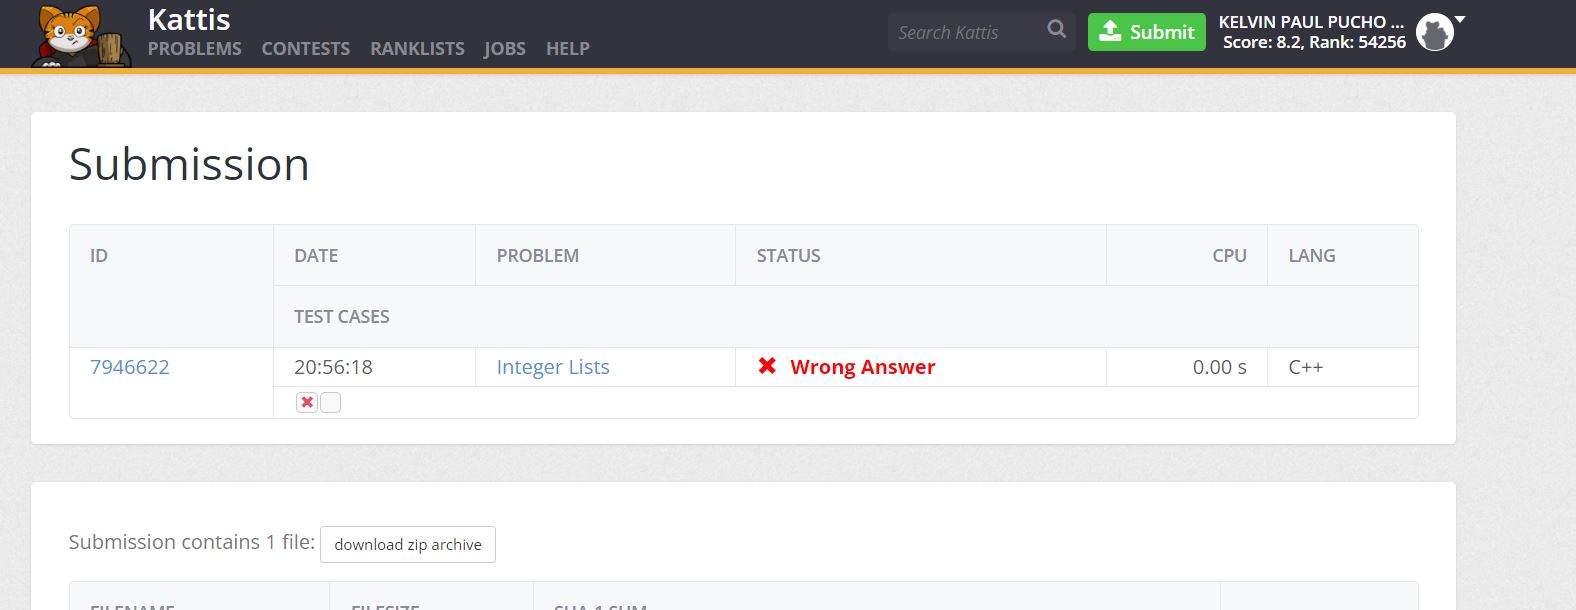 Kattis
PROBLEMS CONTESTS RANKLISTS JOBS HELP
Search Kattis
Submit
KELVIN PAUL PUCHO ...
Score: 8.2, Rank: 54256
Submission
ID DATE PROBLEM STATUS CPU LANG
TEST CASES
7946622 20:56:18 Integer Lists Wrong Answer 0.00 s C++
Submission contains 1 file: download zip archive
FILENAME FILESIZE SHA-1 SUM